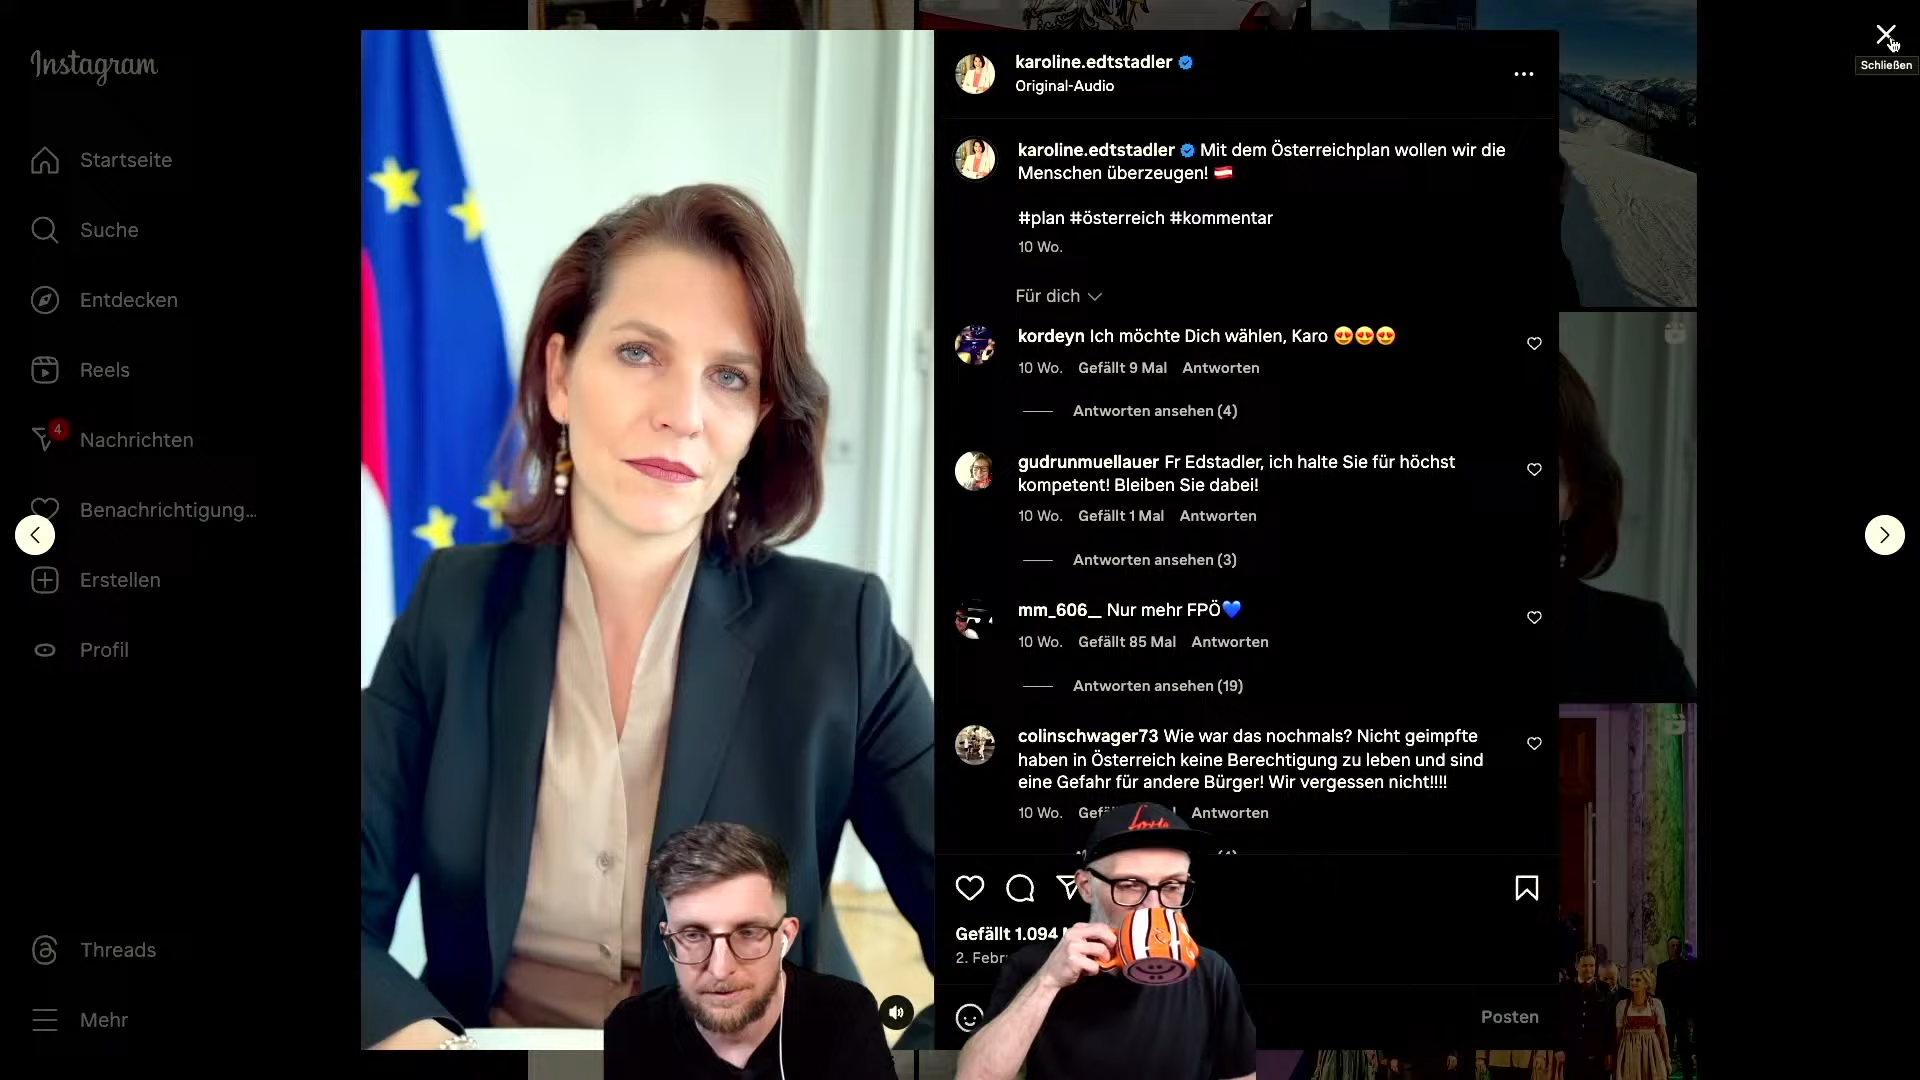 Instagram
Startseite
Suche
Entdecken
Reels
4
Nachrichten
Benachrichtigung...
Erstellen
Profil
Threads
Mehr
karoline.edtstadler
Original-Audio
karoline.edtstadler Mit dem Österreichplan wollen wir die
Menschen überzeugen! 🇦🇹
#plan #österreich #kommentar
10 Wo.
Für dich
kordeyn Ich möchte Dich wählen, Karo 😍😍😍
10 Wo. Gefällt 9 Mal Antworten
Antworten ansehen (4)
gudrunmuellauer Fr Edstadler, ich halte Sie für höchst
kompetent! Bleiben Sie dabei!
10 Wo. Gefällt 1 Mal Antworten
Antworten ansehen (3)
mm_606__ Nur mehr FPÖ💙
10 Wo. Gefällt 85 Mal Antworten
Antworten ansehen (19)
colinschwager73 Wie war das nochmals? Nicht geimpfte
haben in Österreich keine Berechtigung zu leben und sind
eine Gefahr für andere Bürger! Wir vergessen nicht!!!!
10 Wo. Antworten
Gefällt 1.094
2.
Posten
Schließen